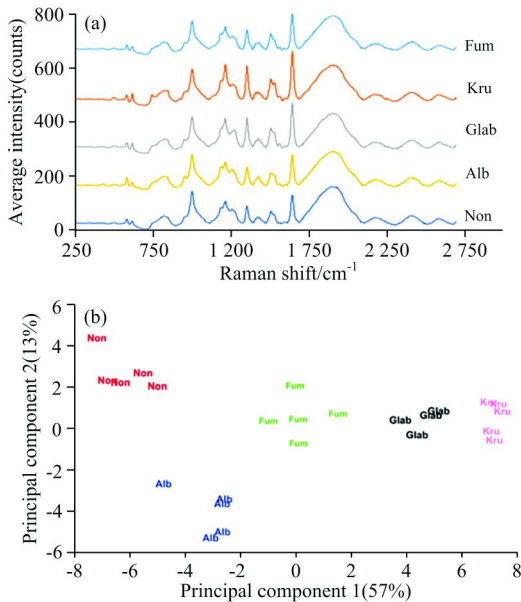 (a)
800
600
400
200
0
Average intensity(counts)
Fum
Kru
Glab
Alb
Non
250 750 1 200 1 750 2 250 2 750
Raman shift/cm-1
(b)
6
4
2
0
-2
-4
-6
Principal component 2(13%)
Non
Non
Non Non Non
Fum
Fum Fum Fum
Fum
Glab Glab Glab
Glab
Kru Kru
Kru
Kru
Kru
Alb
Alb
Alb
Alb
Alb
-8 -6 -4 -2 0 2 4 6 8
Principal component 1(57%)